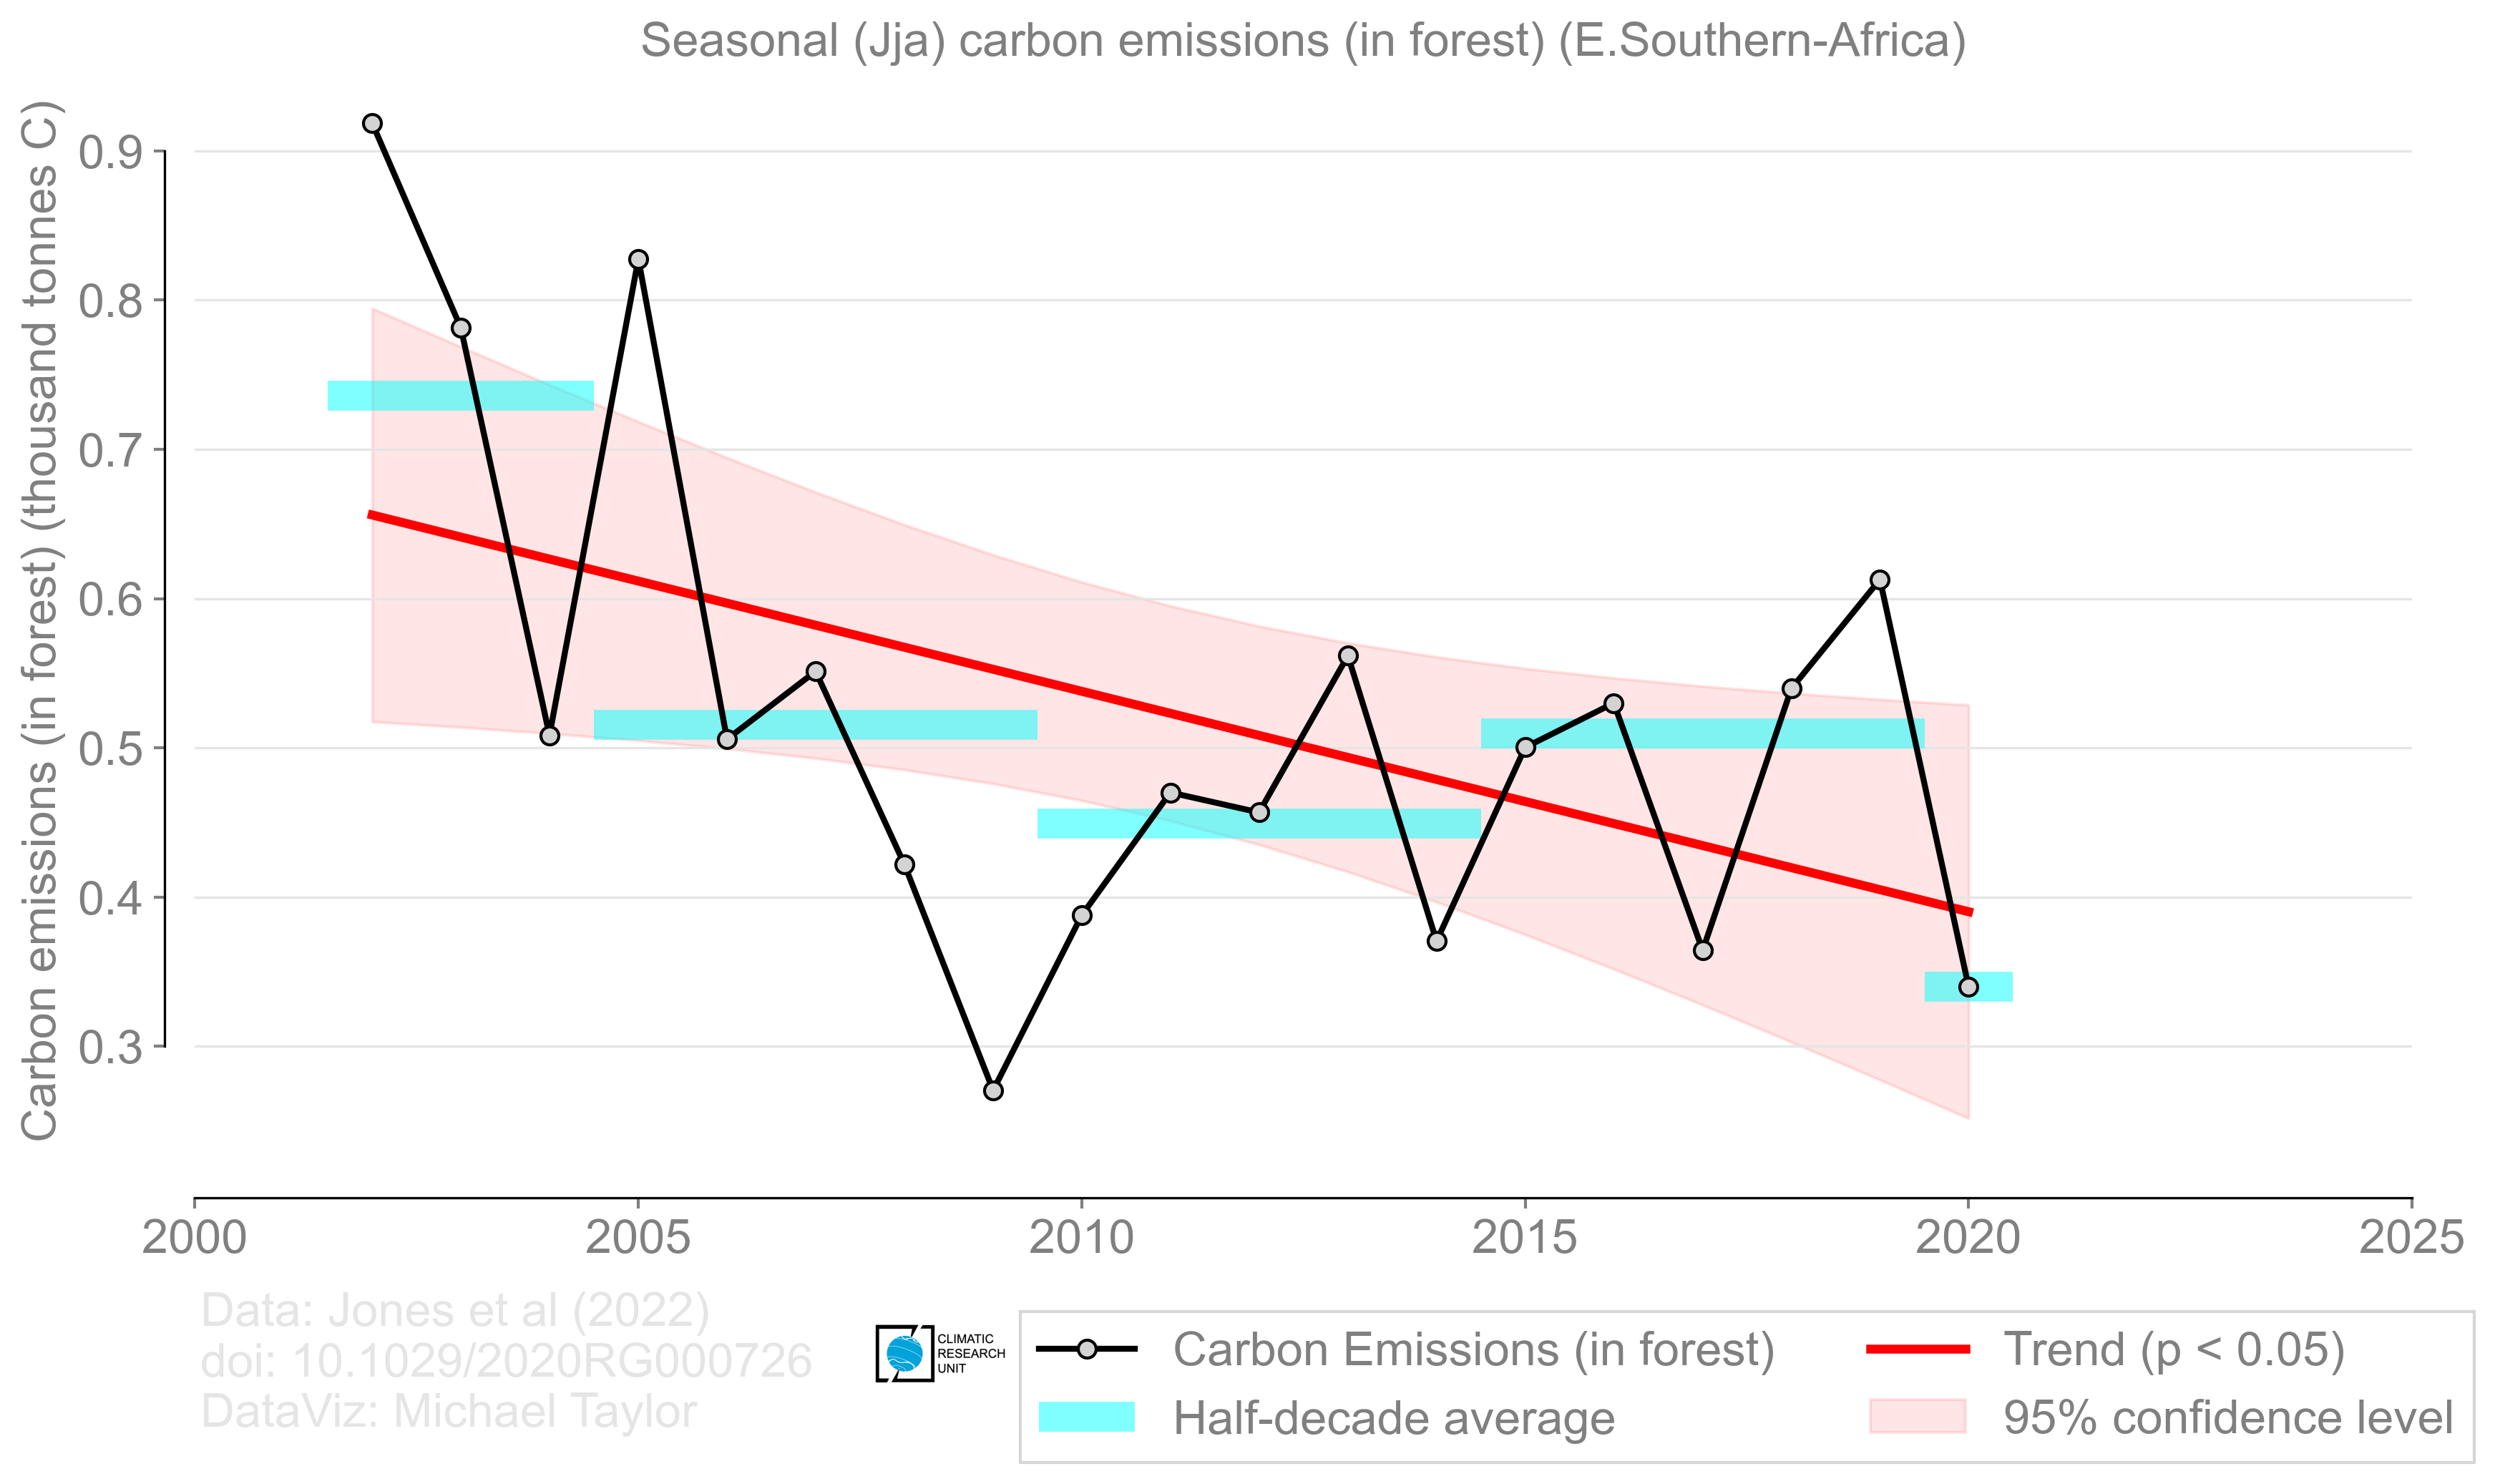 Seasonal (Jja) carbon emissions (in forest) (E.Southern-Africa)
Carbon emissions (in forest) (thousand tonnes C)
0.9
0.8
0.7
0.6
0.5
0.4
0.3
2000
2005
2010
2015
2020
2025
Data: Jones et al (2022)
doi: 10.1029/2020RG000726
DataViz: Michael Taylor
CLIMATIC
RESEARCH
UNIT
Carbon Emissions (in forest)
Half-decade average
Trend (p < 0.05)
95% confidence level